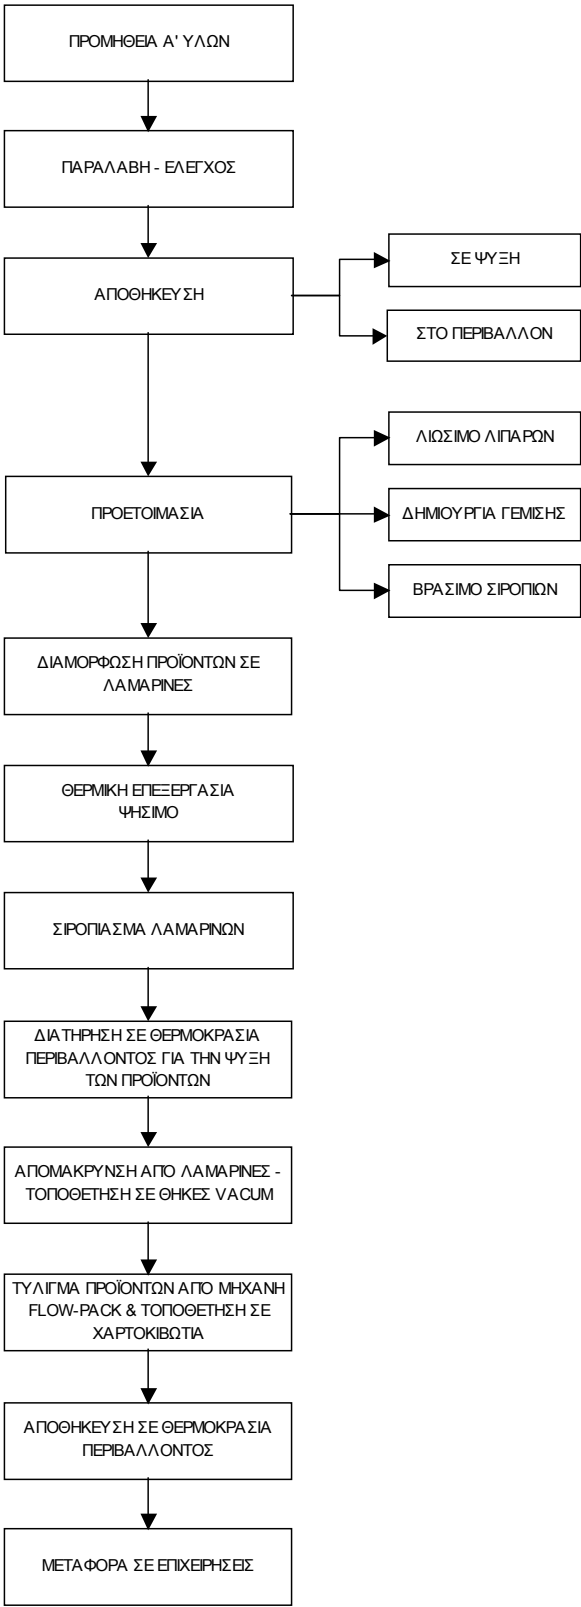 ΠΡΟΜΗΘΕΙΑ Α' ΥΛΩΝ
ΠΑΡΑΛΑΒΗ - ΕΛΕΓΧΟΣ
ΑΠΟΘΗΚΕΥΣΗ
ΣΕ ΨΥΞΗ
ΣΤΟ ΠΕΡΙΒΑΛΛΟΝ
ΠΡΟΕΤΟΙΜΑΣΙΑ
ΛΙΩΣΙΜΟ ΛΙΠΑΡΩΝ
ΔΗΜΙΟΥΡΓΙΑ ΓΕΜΙΣΗΣ
ΒΡΑΣΙΜΟ ΣΙΡΟΠΙΩΝ
ΔΙΑΜΟΡΦΩΣΗ ΠΡΟΪΟΝΤΩΝ ΣΕ
ΛΑΜΑΡΙΝΕΣ
ΘΕΡΜΙΚΗ ΕΠΕΞΕΡΓΑΣΙΑ
ΨΗΣΙΜΟ
ΣΙΡΟΠΙΑΣΜΑ ΛΑΜΑΡΙΝΩΝ
ΔΙΑΤΗΡΗΣΗ ΣΕ ΘΕΡΜΟΚΡΑΣΙΑ
ΠΕΡΙΒΑΛΛΟΝΤΟΣ ΓΙΑ ΤΗΝ ΨΥΞΗ
ΤΩΝ ΠΡΟΪΟΝΤΩΝ
ΑΠΟΜΑΚΡΥΝΣΗ ΑΠΌ ΛΑΜΑΡΙΝΕΣ -
ΤΟΠΟΘΕΤΗΣΗ ΣΕ ΘΗΚΕΣ VACUM
ΤΥΛΙΓΜΑ ΠΡΟΪΟΝΤΩΝ ΑΠΌ ΜΗΧΑΝΗ
FLOW-PACK & ΤΟΠΟΘΕΤΗΣΗ ΣΕ
ΧΑΡΤΟΚΙΒΩΤΙΑ
ΑΠΟΘΗΚΕΥΣΗ ΣΕ ΘΕΡΜΟΚΡΑΣΙΑ
ΠΕΡΙΒΑΛΛΟΝΤΟΣ
ΜΕΤΑΦΟΡΑ ΣΕ ΕΠΙΧΕΙΡΗΣΕΙΣ